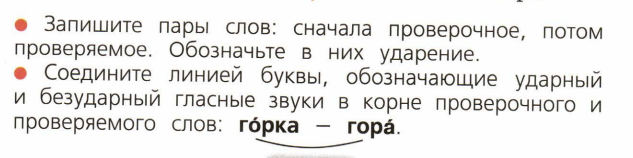 ● Запишите пары слов: сначала проверочное, потом
проверяемое. Обозначьте в них ударение.
● Соедините линией буквы, обозначающие ударный
и безударный гласные звуки в корне проверочного и
проверяемого слов: го́рка – гора́.